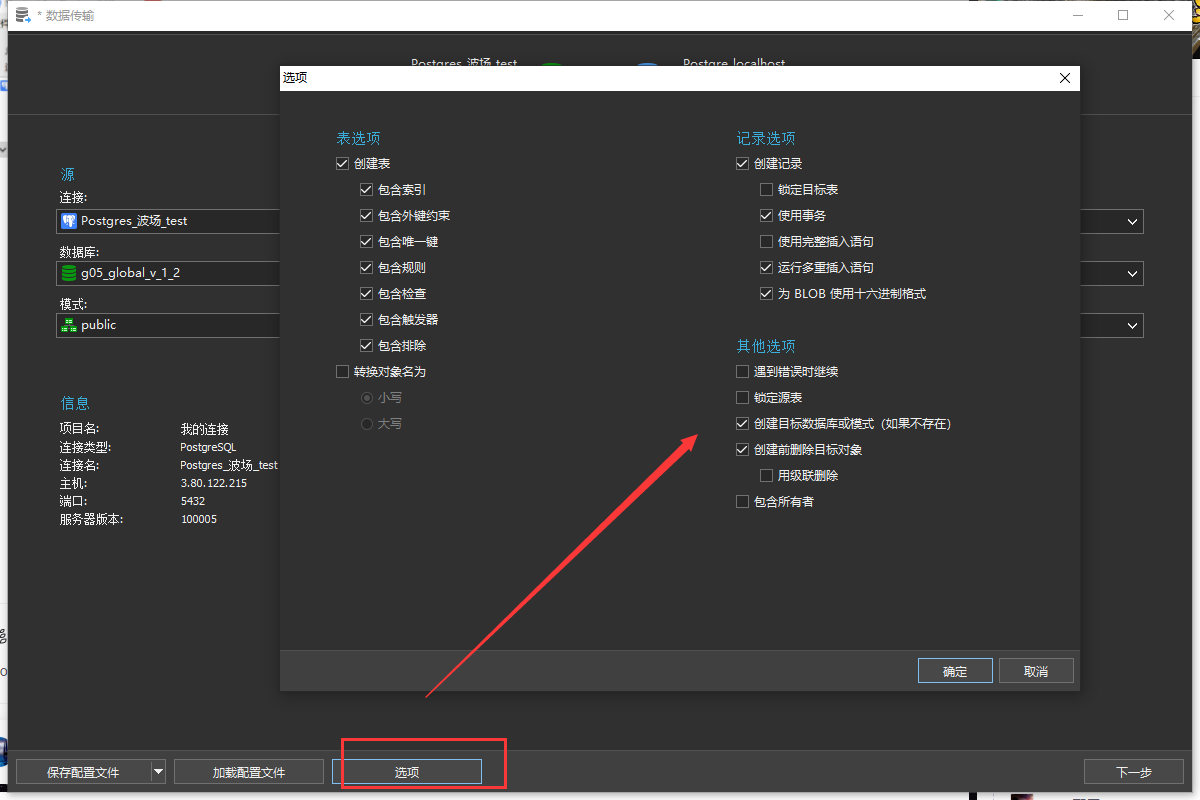 * 数据传输
Postgres_波场_test
Postgre_localhost
源
连接:
Postgres_波场_test
数据库:
g05_global_v_1_2
模式:
public
信息
项目名: 我的连接
连接类型: PostgreSQL
连接名: Postgres_波场_test
主机: 3.80.122.215
端口: 5432
服务器版本: 100005
选项
表选项
创建表
包含索引
包含外键约束
包含唯一键
包含规则
包含检查
包含触发器
包含排除
转换对象名为
小写
大写
记录选项
创建记录
锁定目标表
使用事务
使用完整插入语句
运行多重插入语句
为 BLOB 使用十六进制格式
其他选项
遇到错误时继续
锁定源表
创建目标数据库或模式（如果不存在）
创建前删除目标对象
用级联删除
包含所有者
确定
取消
保存配置文件
加载配置文件
选项
下一步